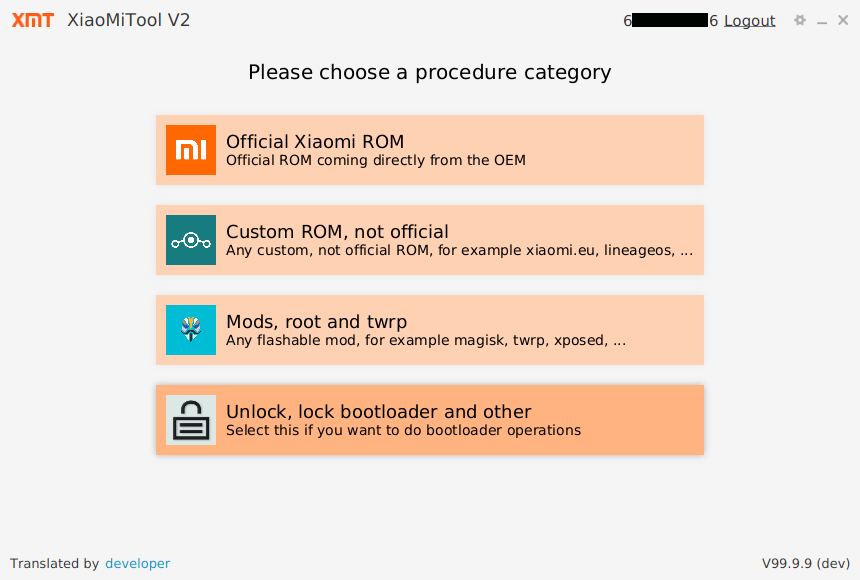 XMT XiaoMiTool V2
6 6 Logout
Please choose a procedure category
Official Xiaomi ROM
Official ROM coming directly from the OEM
Custom ROM, not official
Any custom, not official ROM, for example xiaomi.eu, lineageos, ...
Mods, root and twrp
Any flashable mod, for example magisk, twrp, xposed, ...
Unlock, lock bootloader and other
Select this if you want to do bootloader operations
Translated by developer
V99.9.9 (dev)